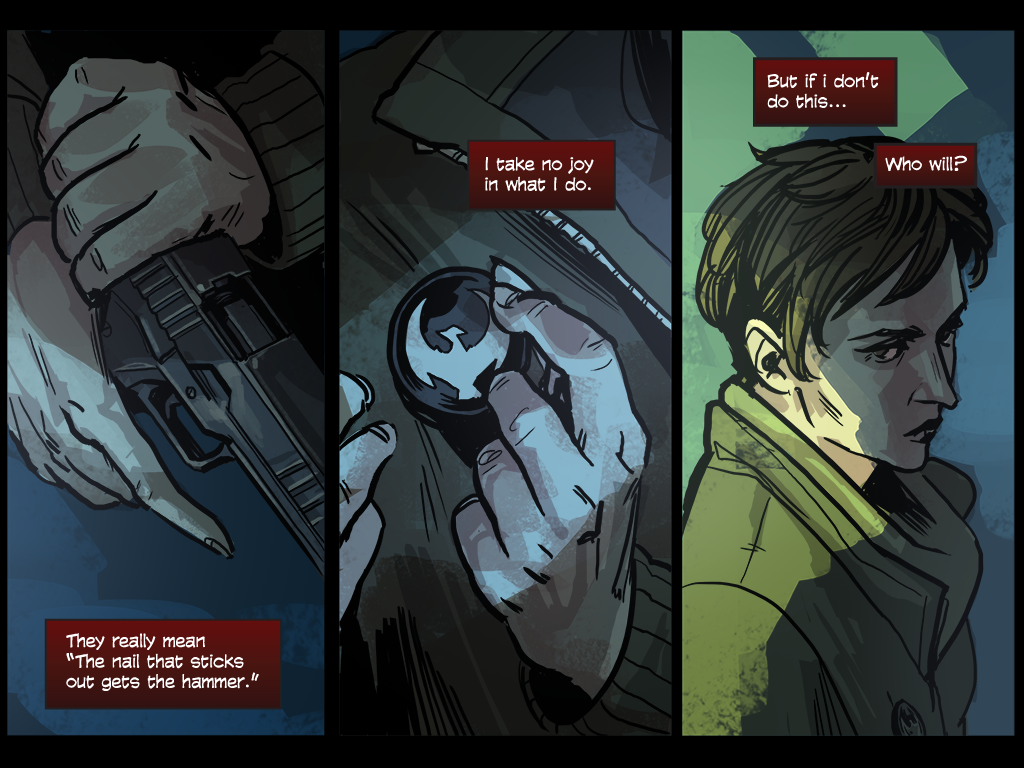 They really mean
"The nail that sticks
out gets the hammer."
I take no joy
in what I do.
But if i don't
do this...
Who will?